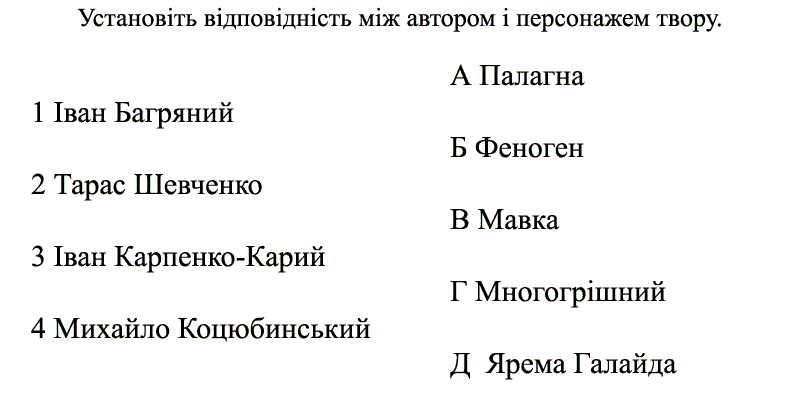 Установіть відповідність між автором і персонажем твору.
1 Іван Багряний
2 Тарас Шевченко
3 Іван Карпенко-Карий
4 Михайло Коцюбинський
А Палагна
Б Феноген
В Мавка
Г Многогрішний
Д Ярема Галайда